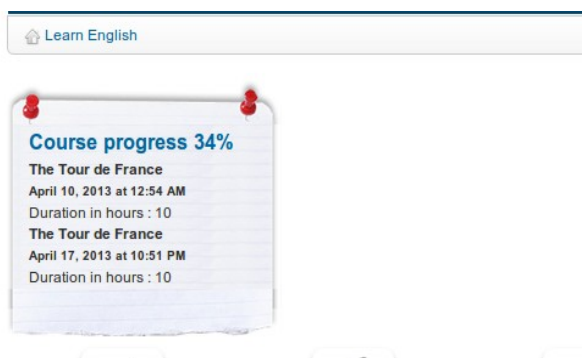 Learn English
Course progress 34%
The Tour de France
April 10, 2013 at 12:54 AM
Duration in hours : 10
The Tour de France
April 17, 2013 at 10:51 PM
Duration in hours : 10